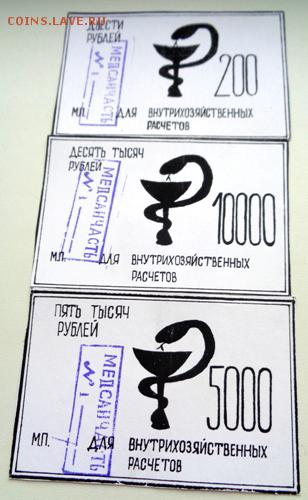 COINS.LAVE.RU
ДВЕСТИ
РУБЛЕЙ
МЕДСАНЧАСТЬ
№ 1
200
МП. ДЛЯ ВНУТРИХОЗЯЙСТВЕННЫХ
РАСЧЕТОВ
ДЕСЯТЬ ТЫСЯЧ
РУБЛЕЙ
МЕДСАНЧАСТЬ
№ 1
10000
МП. ДЛЯ ВНУТРИХОЗЯЙСТВЕННЫХ
РАСЧЕТОВ
ПЯТЬ ТЫСЯЧ
РУБЛЕЙ
МЕДСАНЧАСТЬ
№ 1
5000
МП. ДЛЯ ВНУТРИХОЗЯЙСТВЕННЫХ
РАСЧЕТОВ